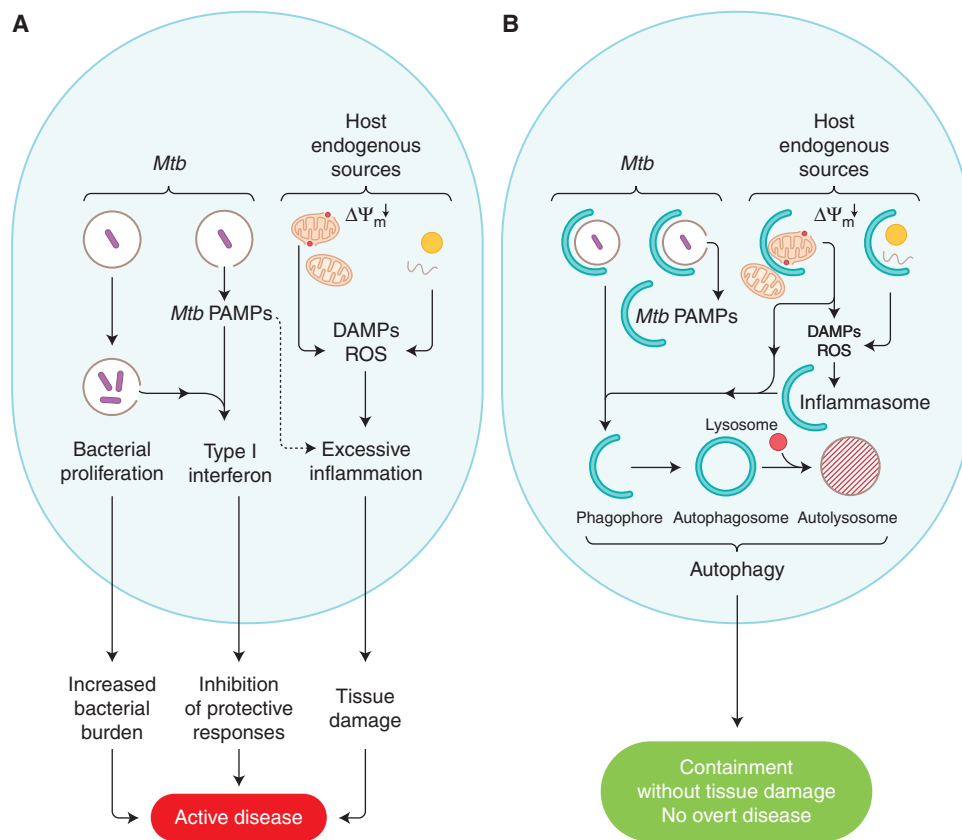 A
Mtb
Host
endogenous
sources
ΔΨm↓
Mtb PAMPs
DAMPs
ROS
Bacterial
proliferation
Type I
interferon
Excessive
inflammation
Increased
bacterial
burden
Inhibition
of protective
responses
Tissue
damage
Active disease
B
Mtb
Host
endogenous
sources
ΔΨm↓
Mtb PAMPs
DAMPs
ROS
Inflammasome
Lysosome
Phagophore
Autophagosome
Autolysosome
Autophagy
Containment
without tissue damage
No overt disease